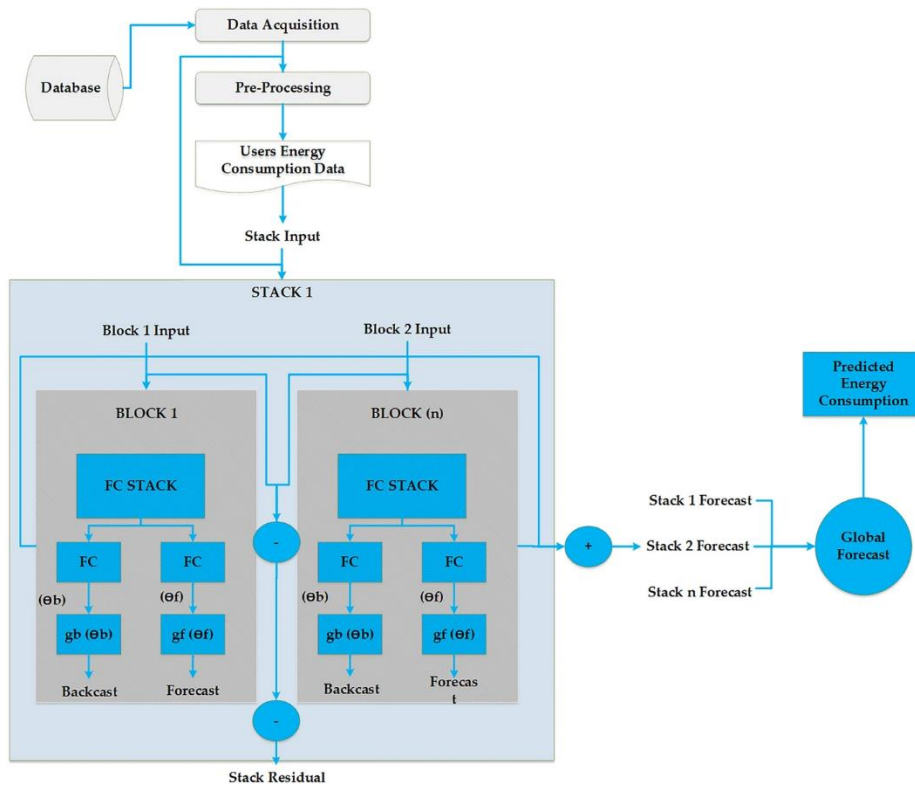 Data Acquisition
Database
Pre-Processing
Users Energy
Consumption Data
Stack Input
STACK 1
Block 1 Input
Block 2 Input
BLOCK 1
BLOCK (n)
FC STACK
FC STACK
-
FC
FC
FC
FC
(Θb)
(Θf)
(Θb)
(Θf)
gb (Θb)
gf (Θf)
gb (Θb)
gf (Θf)
Backcast
Forecast
Backcast
Forecas
t
-
Stack Residual
+
Stack 1 Forecast
Stack 2 Forecast
Stack n Forecast
Global
Forecast
Predicted
Energy
Consumption